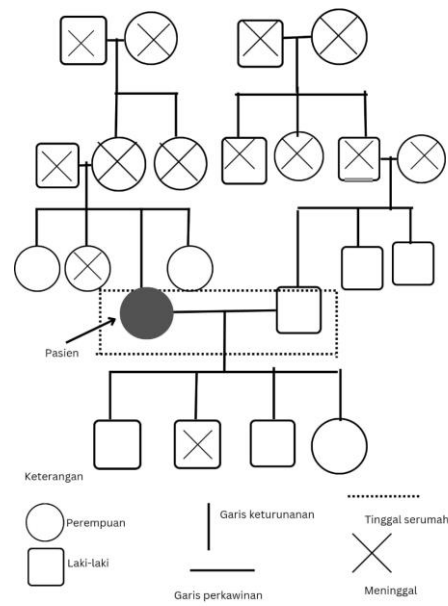 Pasien
Keterangan
Perempuan
Laki-laki
Garis keturunanan
Garis perkawinan
Tinggal serumah
Meninggal